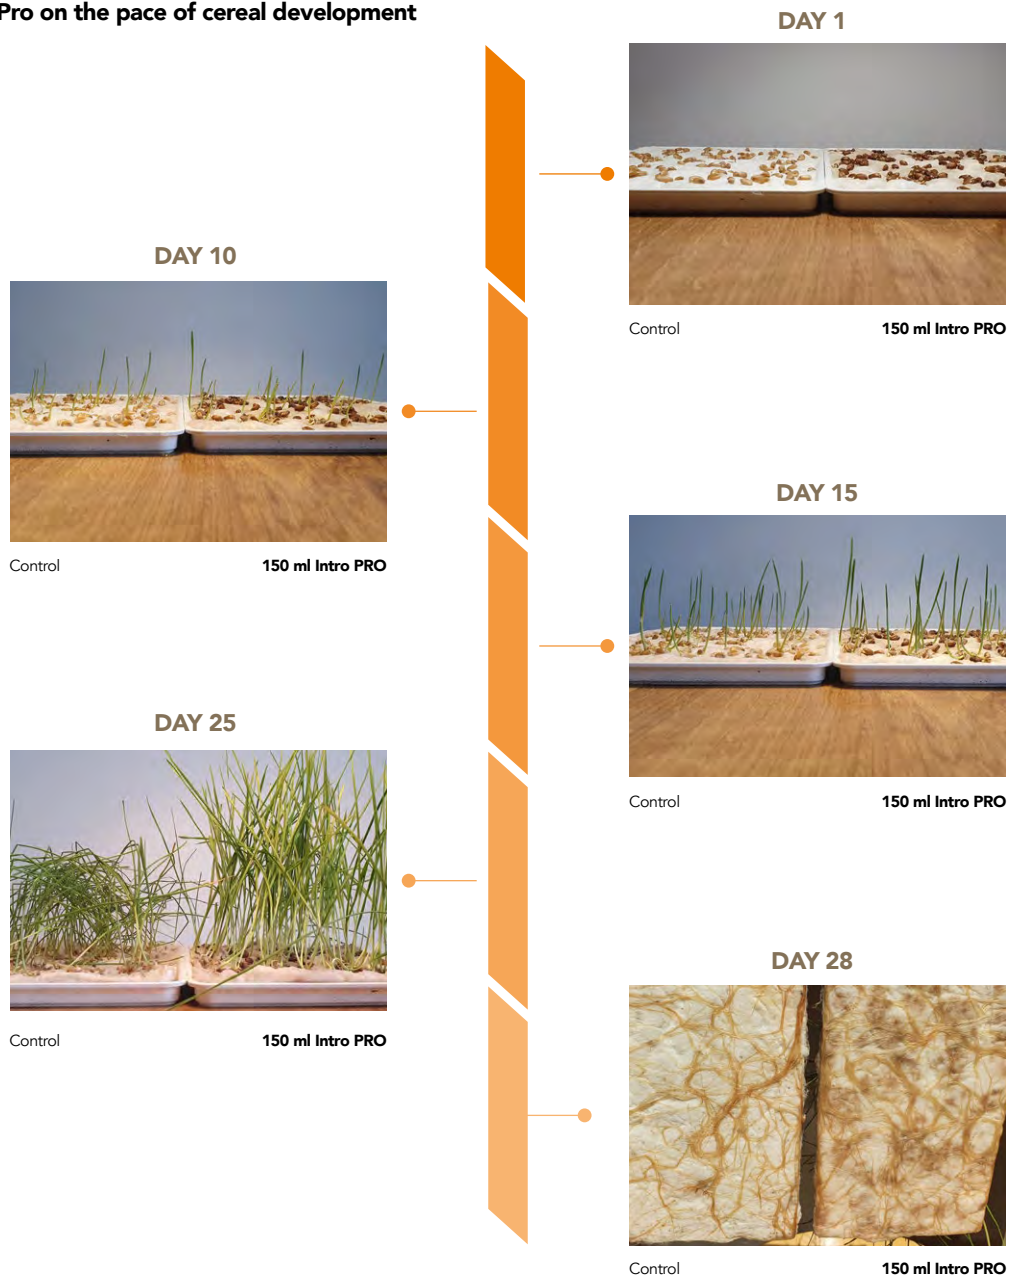 Pro on the pace of cereal development
DAY 1
Control 150 ml Intro PRO
DAY 10
Control 150 ml Intro PRO
DAY 15
Control 150 ml Intro PRO
DAY 25
Control 150 ml Intro PRO
DAY 28
Control 150 ml Intro PRO